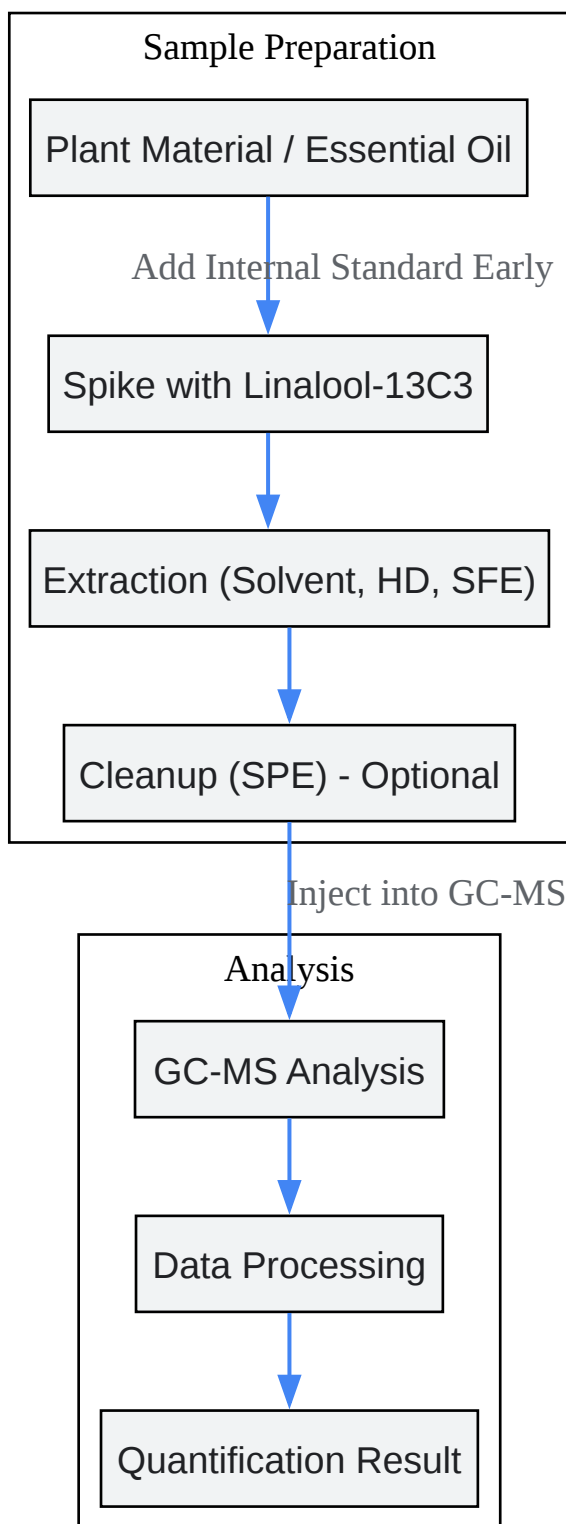 Sample Preparation
Plant Material / Essential Oil
Add Internal Standard Early
Spike with Linalool-13C3
Extraction (Solvent, HD, SFE)
Cleanup (SPE) - Optional
Inject into GC-MS
Analysis
GC-MS Analysis
Data Processing
Quantification Result